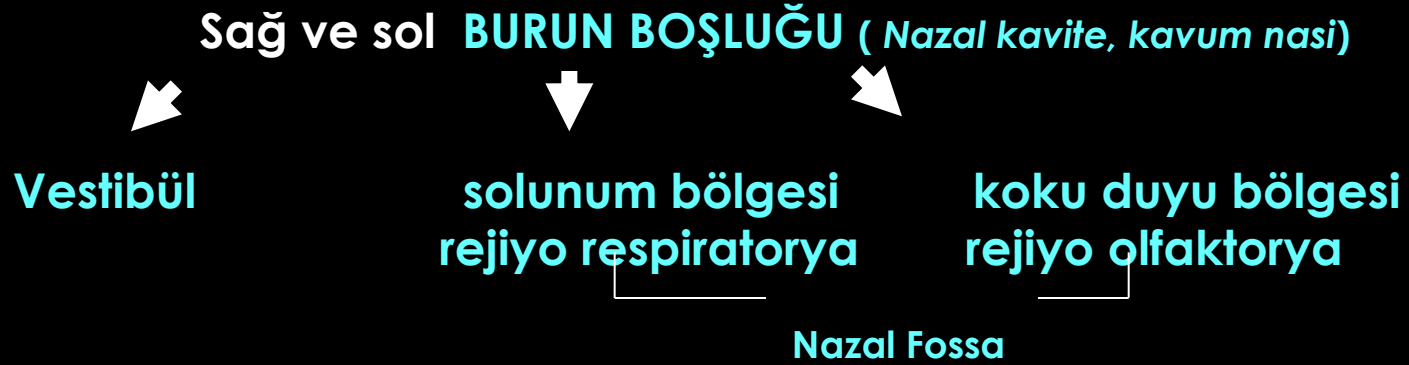 Sağ ve sol BURUN BOŞLUĞU ( Nazal kavite, kavum nasi)
Vestibül solunum bölgesi koku duyu bölgesi
rejiyo respiratorya rejiyo olfaktorya
Nazal Fossa